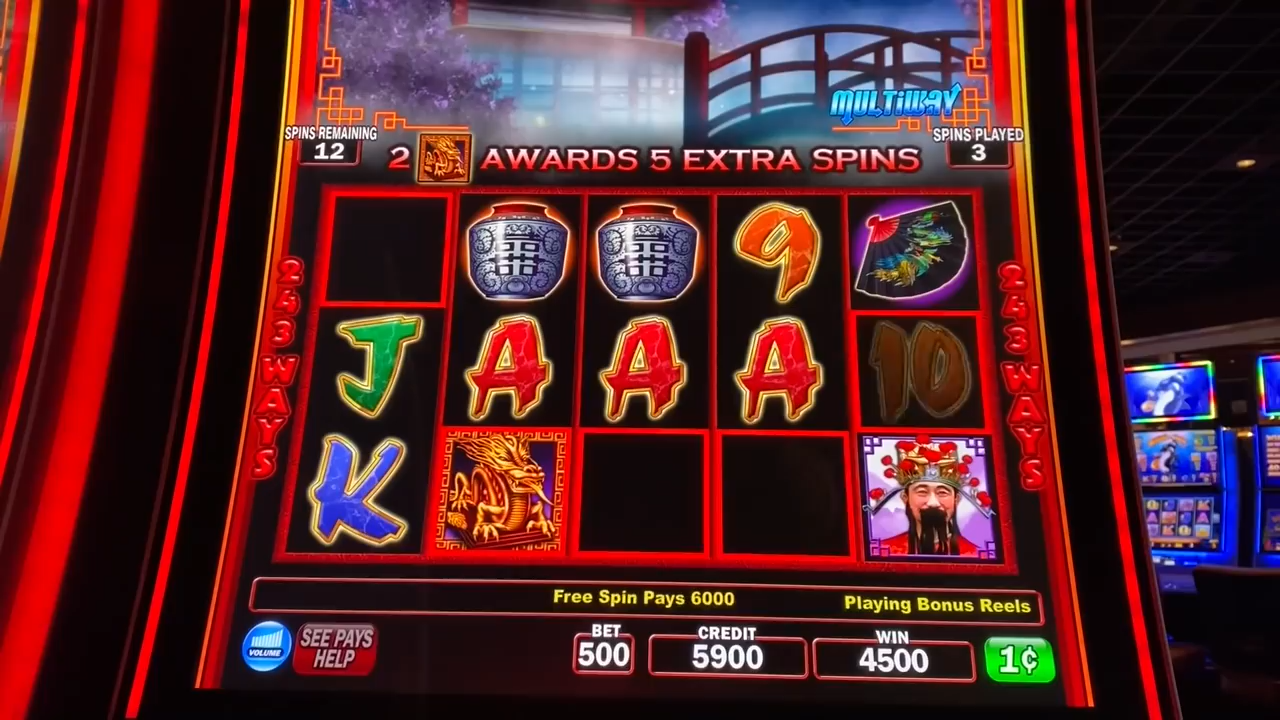 MULTIWAY
SPINS REMAINING
12
2 AWARDS 5 EXTRA SPINS
SPINS PLAYED
3
243 WAYS
9
J A A A 10
K
243 WAYS
Free Spin Pays 6000
Playing Bonus Reels
VOLUME
SEE PAYS
HELP
BET
500
CREDIT
5900
WIN
4500
1¢